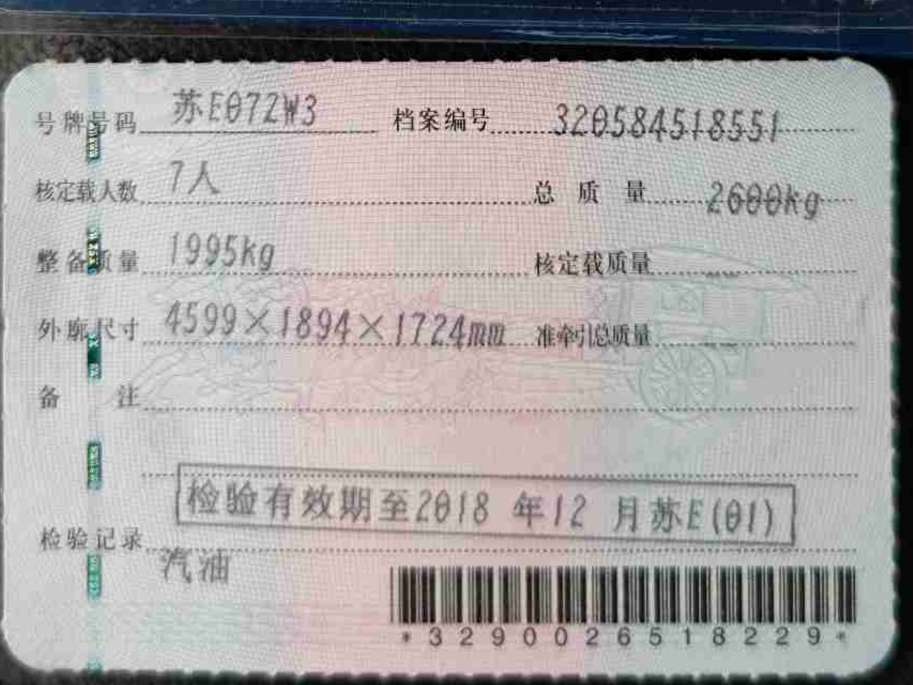 号牌号码 苏E07ZW3 档案编号 320584518551
核定载人数 7人 总质量 2600kg
整备质量 1995kg 核定载质量
外廓尺寸 4599×1894×1724mm 准牵引总质量
备注
检验有效期至2018 年12 月苏E(01)
检验记录
汽油
*3290026518229*